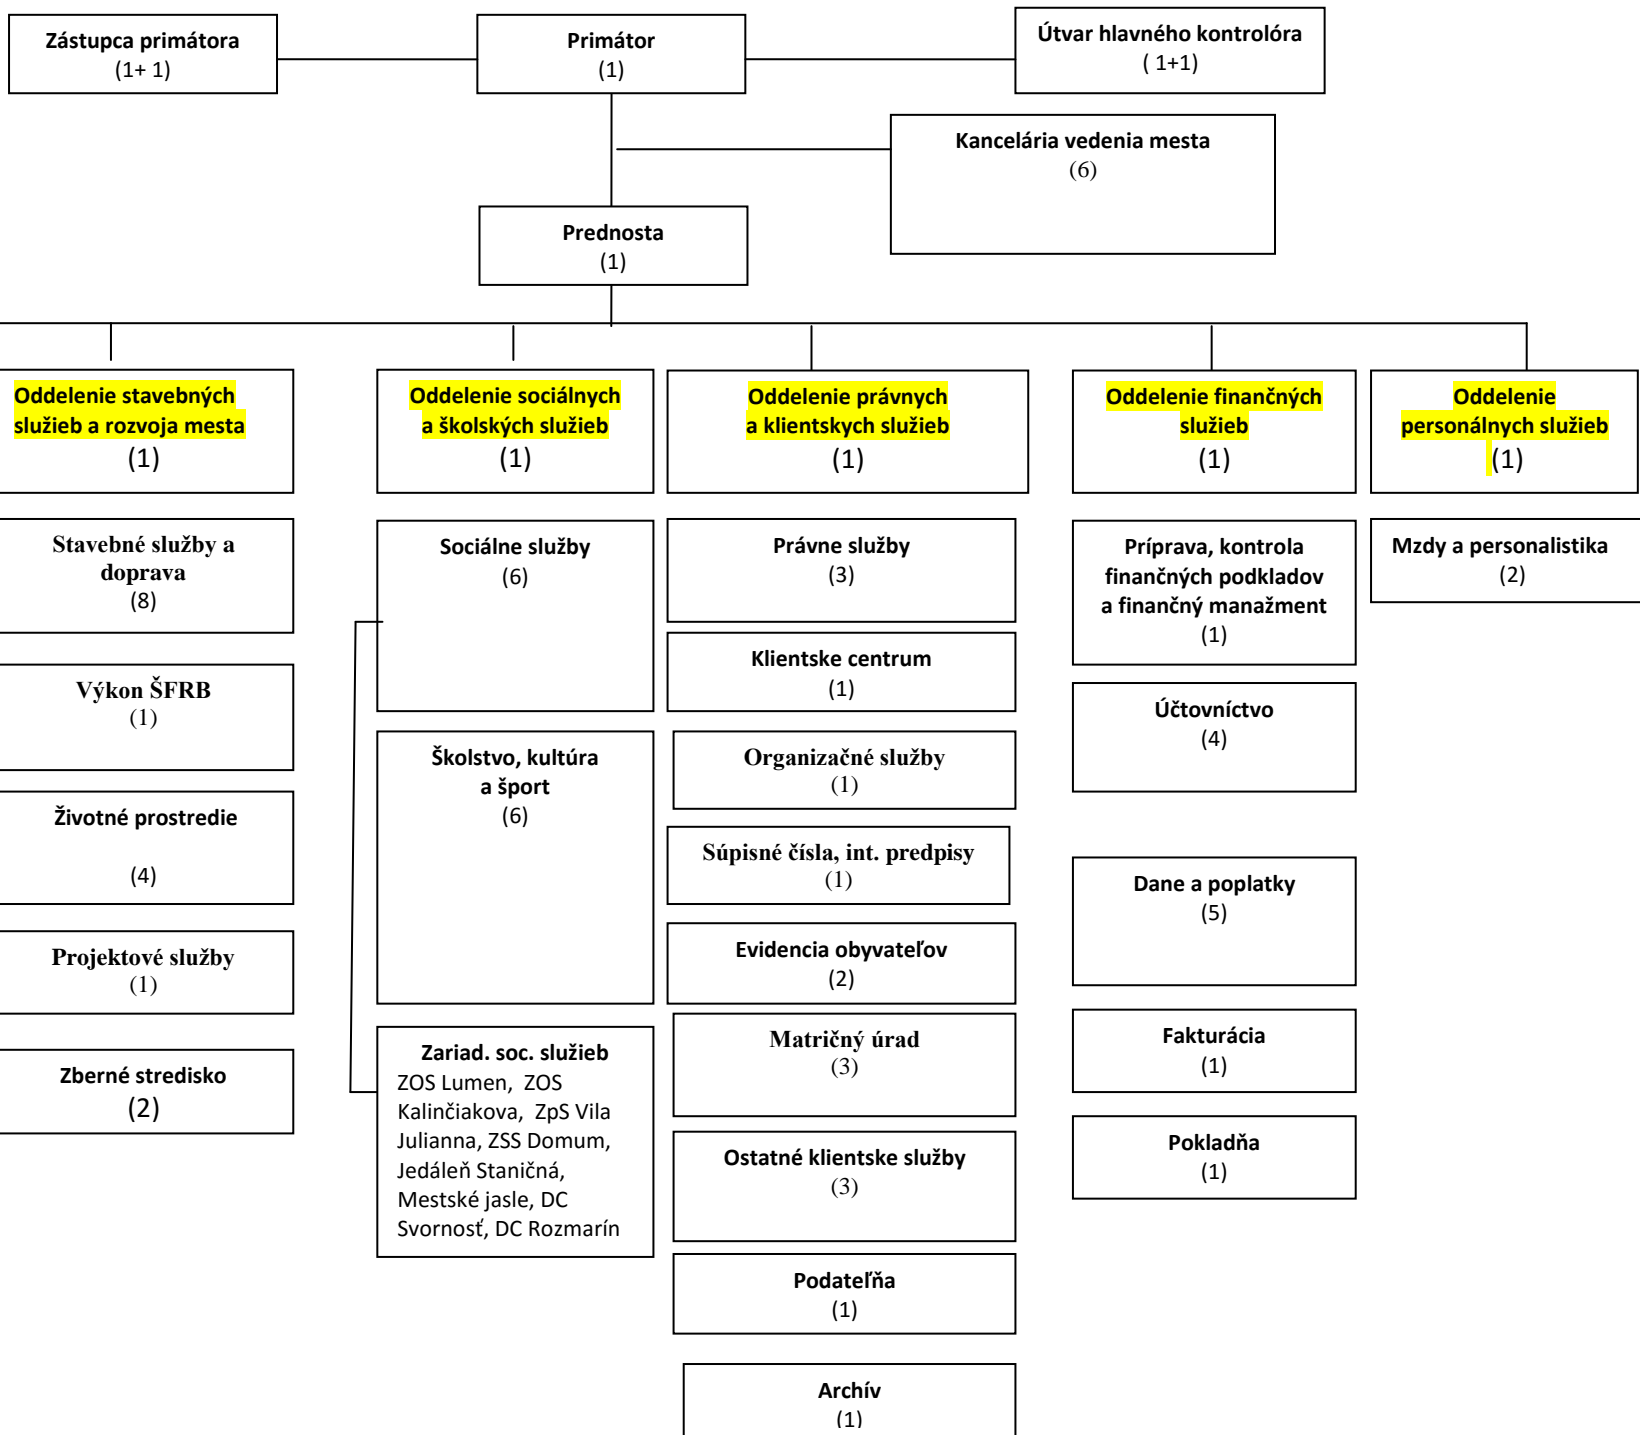 Zástupca primátora
(1+ 1)
Primátor
(1)
Útvar hlavného kontrolóra
( 1+1)
Kancelária vedenia mesta
(6)
Prednosta
(1)
Oddelenie stavebných
služieb a rozvoja mesta
(1)
Oddelenie sociálnych
a školských služieb
(1)
Oddelenie právnych
a klientskych služieb
(1)
Oddelenie finančných
služieb
(1)
Oddelenie
personálnych služieb
(1)
Stavebné služby a
doprava
(8)
Výkon ŠFRB
(1)
Životné prostredie
(4)
Projektové služby
(1)
Zberné stredisko
(2)
Sociálne služby
(6)
Školstvo, kultúra
a šport
(6)
Zariad. soc. služieb
ZOS Lumen, ZOS
Kalinčiakova, ZpS Vila
Julianna, ZSS Domum,
Jedáleň Staničná,
Mestské jasle, DC
Svornosť, DC Rozmarín
Právne služby
(3)
Klientske centrum
(1)
Organizačné služby
(1)
Súpisné čísla, int. predpisy
(1)
Evidencia obyvateľov
(2)
Matričný úrad
(3)
Ostatné klientske služby
(3)
Podateľňa
(1)
Archív
(1)
Príprava, kontrola
finančných podkladov
a finančný manažment
(1)
Účtovníctvo
(4)
Dane a poplatky
(5)
Fakturácia
(1)
Pokladňa
(1)
Mzdy a personalistika
(2)